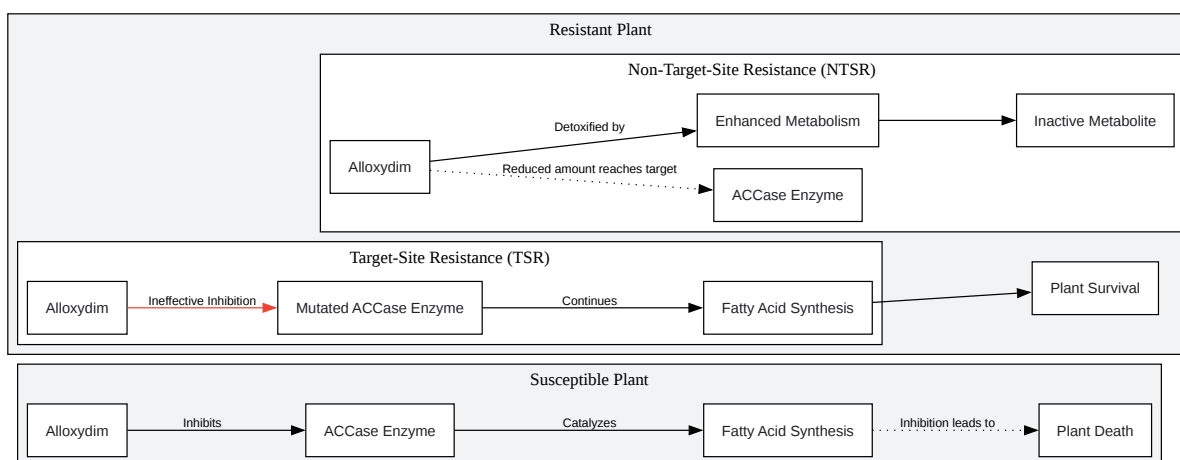 Resistant Plant
Non-Target-Site Resistance (NTSR)
Alloxydim
Detoxified by
Enhanced Metabolism
Inactive Metabolite
Reduced amount reaches target
ACCase Enzyme
Target-Site Resistance (TSR)
Alloxydim
Ineffective Inhibition
Mutated ACCase Enzyme
Continues
Fatty Acid Synthesis
Plant Survival
Susceptible Plant
Alloxydim
Inhibits
ACCase Enzyme
Catalyzes
Fatty Acid Synthesis
Inhibition leads to
Plant Death